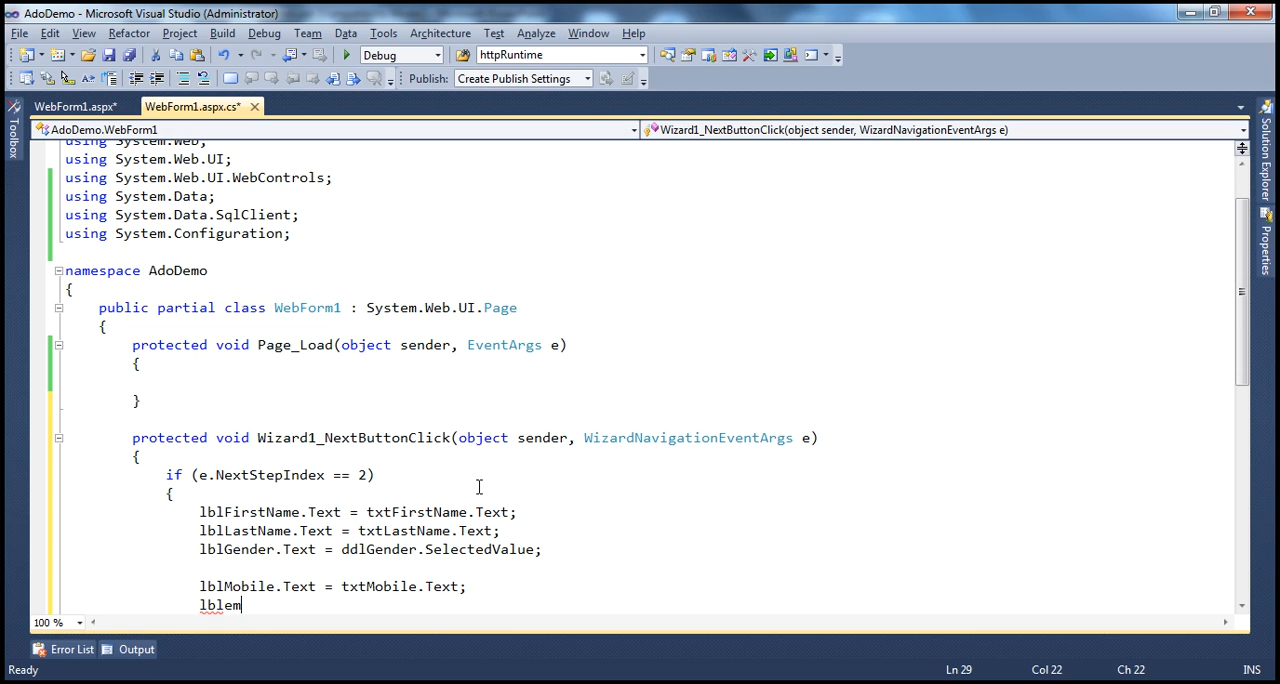 AdoDemo - Microsoft Visual Studio (Administrator)
File Edit View Refactor Project Build Debug Team Data Tools Architecture Test Analyze Window Help
Debug httpRuntime
Publish: Create Publish Settings
WebForm1.aspx* WebForm1.aspx.cs*
AdoDemo.WebForm1 Wizard1_NextButtonClick(object sender, WizardNavigationEventArgs e)
Toolbox
Solution Explorer
Properties
using System.Web;
using System.Web.UI;
using System.Web.UI.WebControls;
using System.Data;
using System.Data.SqlClient;
using System.Configuration;
namespace AdoDemo
{
public partial class WebForm1 : System.Web.UI.Page
{
protected void Page_Load(object sender, EventArgs e)
{
}
protected void Wizard1_NextButtonClick(object sender, WizardNavigationEventArgs e)
{
if (e.NextStepIndex == 2)
{
lblFirstName.Text = txtFirstName.Text;
lblLastName.Text = txtLastName.Text;
lblGender.Text = ddlGender.SelectedValue;
lblMobile.Text = txtMobile.Text;
lblem
100 %
Error List Output
Ready Ln 29 Col 22 Ch 22 INS